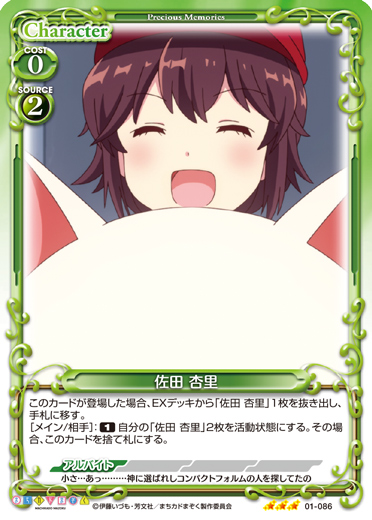 Precious Memories
Character
COST
0
SOURCE
2
佐田 杏里
このカードが登場した場合、EXデッキから「佐田 杏里」1枚を抜き出し、
手札に移す。
[メイン/相手]:1自分の「佐田 杏里」2枚を活動状態にする。その場
合、このカードを捨て札にする。
アルバイト
小さ…あっ………神に選ばれしコンパクトフォルムの人を探してたの
©伊藤いづも・芳文社/まちカドまぞく製作委員会
01-086